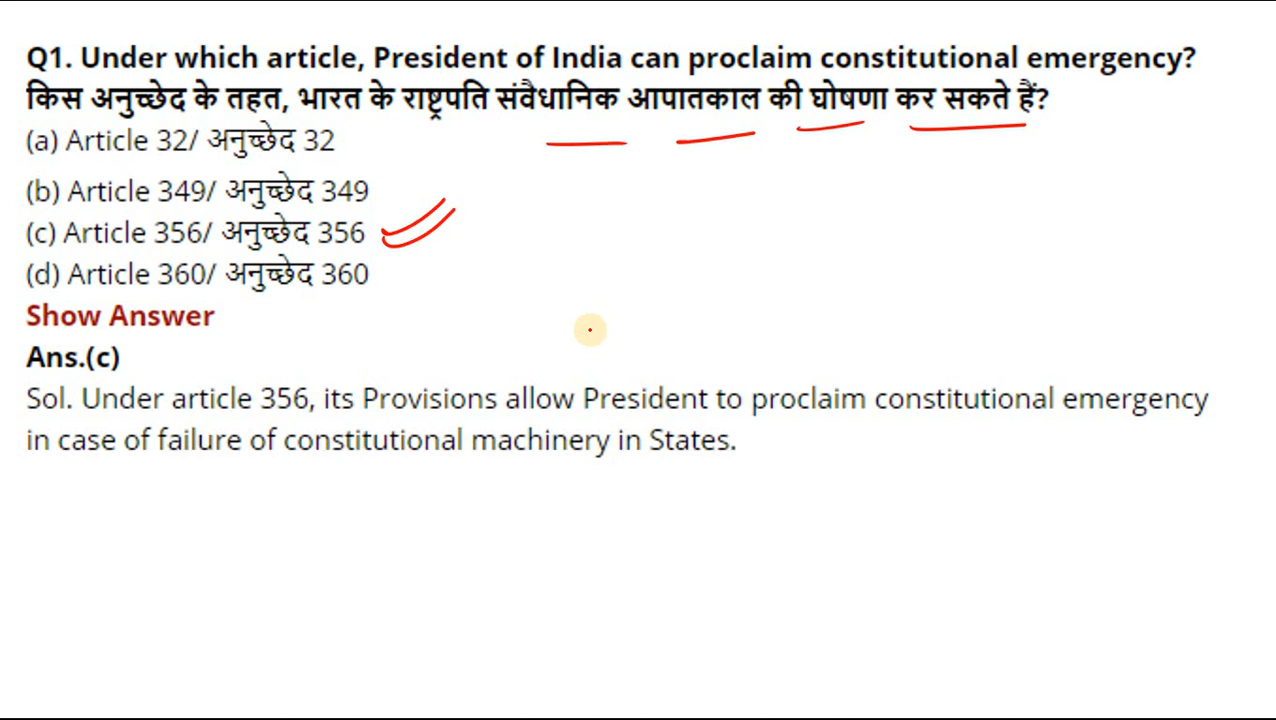 Q1. Under which article, President of India can proclaim constitutional emergency?
किस अनुच्छेद के तहत, भारत के राष्ट्रपति संवैधानिक आपातकाल की घोषणा कर सकते हैं?
(a) Article 32/ अनुच्छेद 32
(b) Article 349/ अनुच्छेद 349
(c) Article 356/ अनुच्छेद 356
(d) Article 360/ अनुच्छेद 360
Show Answer
Ans.(c)
Sol. Under article 356, its Provisions allow President to proclaim constitutional emergency
in case of failure of constitutional machinery in States.